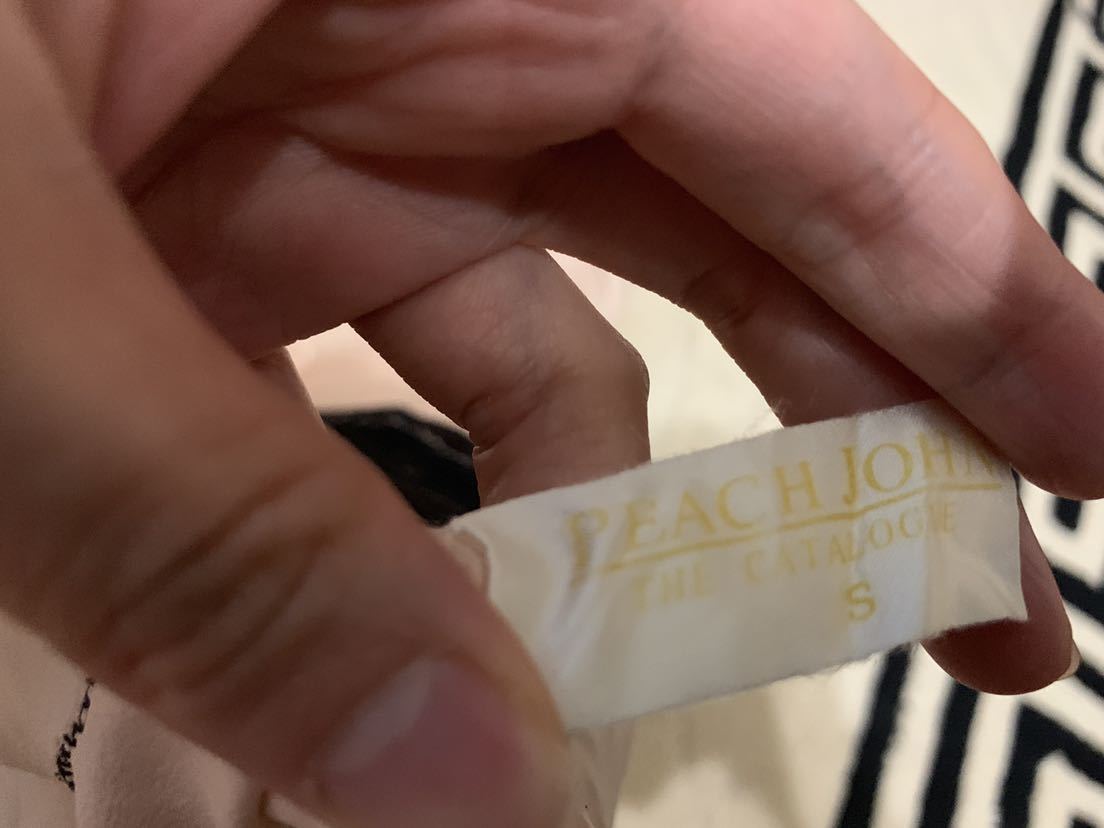 PEACH JOHN
THE CATALOGUE
S